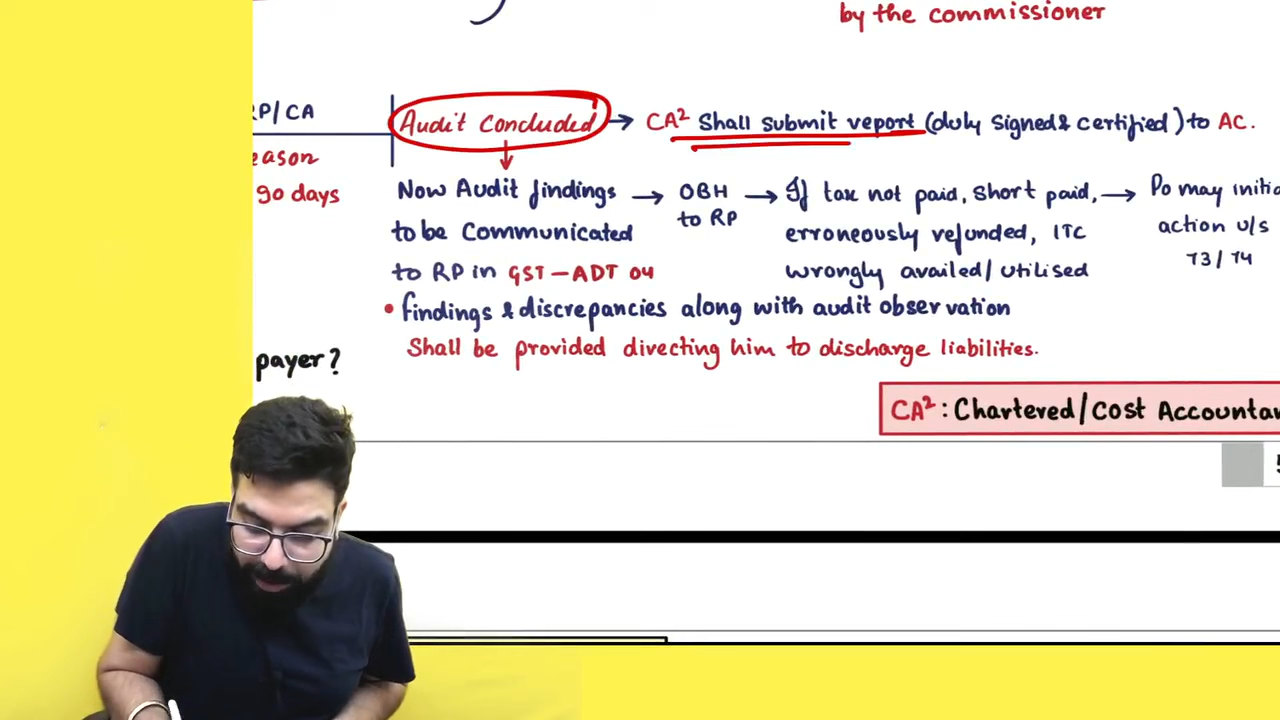 by the commissioner
RP/CA
Audit concluded → CA² Shall submit report (duly signed & certified) to AC.
eason
90 days
Now Audit findings → OBH → If tax not paid, short paid, → Po may initia
to be communicated to RP erroneously refunded, ITC action u/s
to RP in GST-ADT 04 wrongly availed/utilised 73/74
• findings & discrepancies along with audit observation
Shall be provided directing him to discharge liabilities.
payer?
CA²: Chartered/Cost Accountan